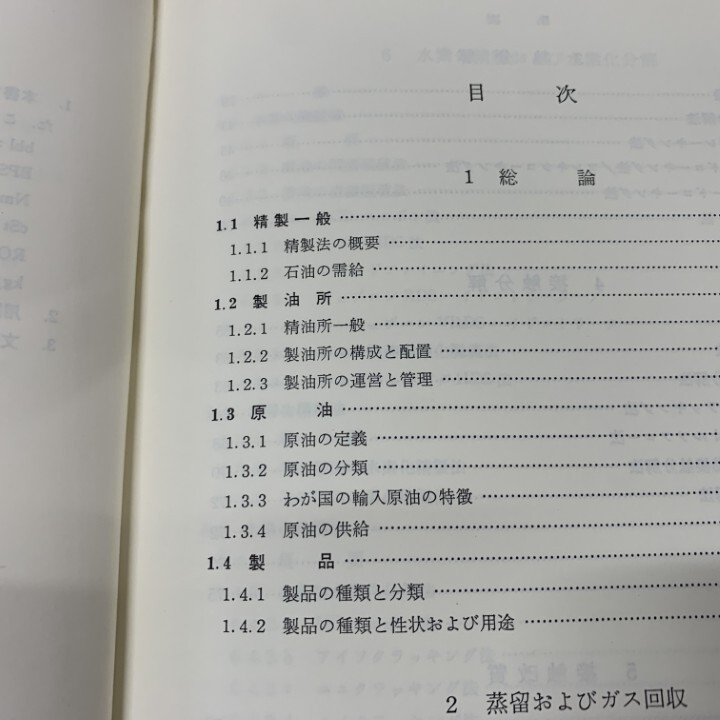 目次
1 総論
1.1 精製一般
1.1.1 精製法の概要
1.1.2 石油の需給
1.2 製油所
1.2.1 精油所一般
1.2.2 製油所の構成と配置
1.2.3 製油所の運営と管理
1.3 原油
1.3.1 原油の定義
1.3.2 原油の分類
1.3.3 わが国の輸入原油の特徴
1.3.4 原油の供給
1.4 製品
1.4.1 製品の種類と分類
1.4.2 製品の種類と性状および用途
2 蒸留およびガス回収